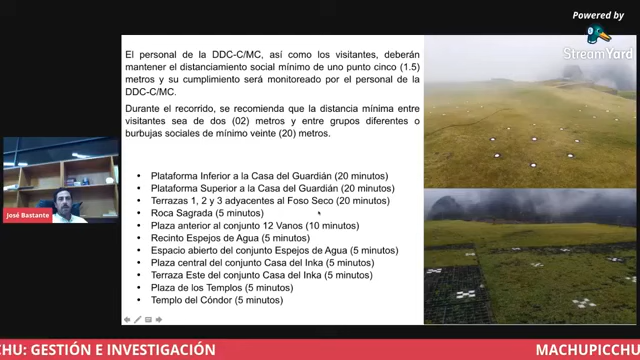 Powered by
StreamYard
El personal de la DDC-C/MC, así como los visitantes, deberán
mantener el distanciamiento social mínimo de uno punto cinco (1.5)
metros y su cumplimiento será monitoreado por el personal de la
DDC-C/MC.
Durante el recorrido, se recomienda que la distancia mínima entre
visitantes sea de dos (02) metros y entre grupos diferentes o
burbujas sociales de mínimo veinte (20) metros.
• Plataforma Inferior a la Casa del Guardián (20 minutos)
• Plataforma Superior a la Casa del Guardián (20 minutos)
• Terrazas 1, 2 y 3 adyacentes al Foso Seco (20 minutos)
• Roca Sagrada (5 minutos)
• Plaza anterior al conjunto 12 Vanos (10 minutos)
• Recinto Espejos de Agua (5 minutos)
• Espacio abierto del conjunto Espejos de Agua (5 minutos)
• Plaza central del conjunto Casa del Inka (5 minutos)
• Terraza Este del conjunto Casa del Inka (5 minutos)
• Plaza de los Templos (5 minutos)
• Templo del Cóndor (5 minutos)
José Bastante
CHU: GESTIÓN E INVESTIGACIÓN MACHUPICCHU